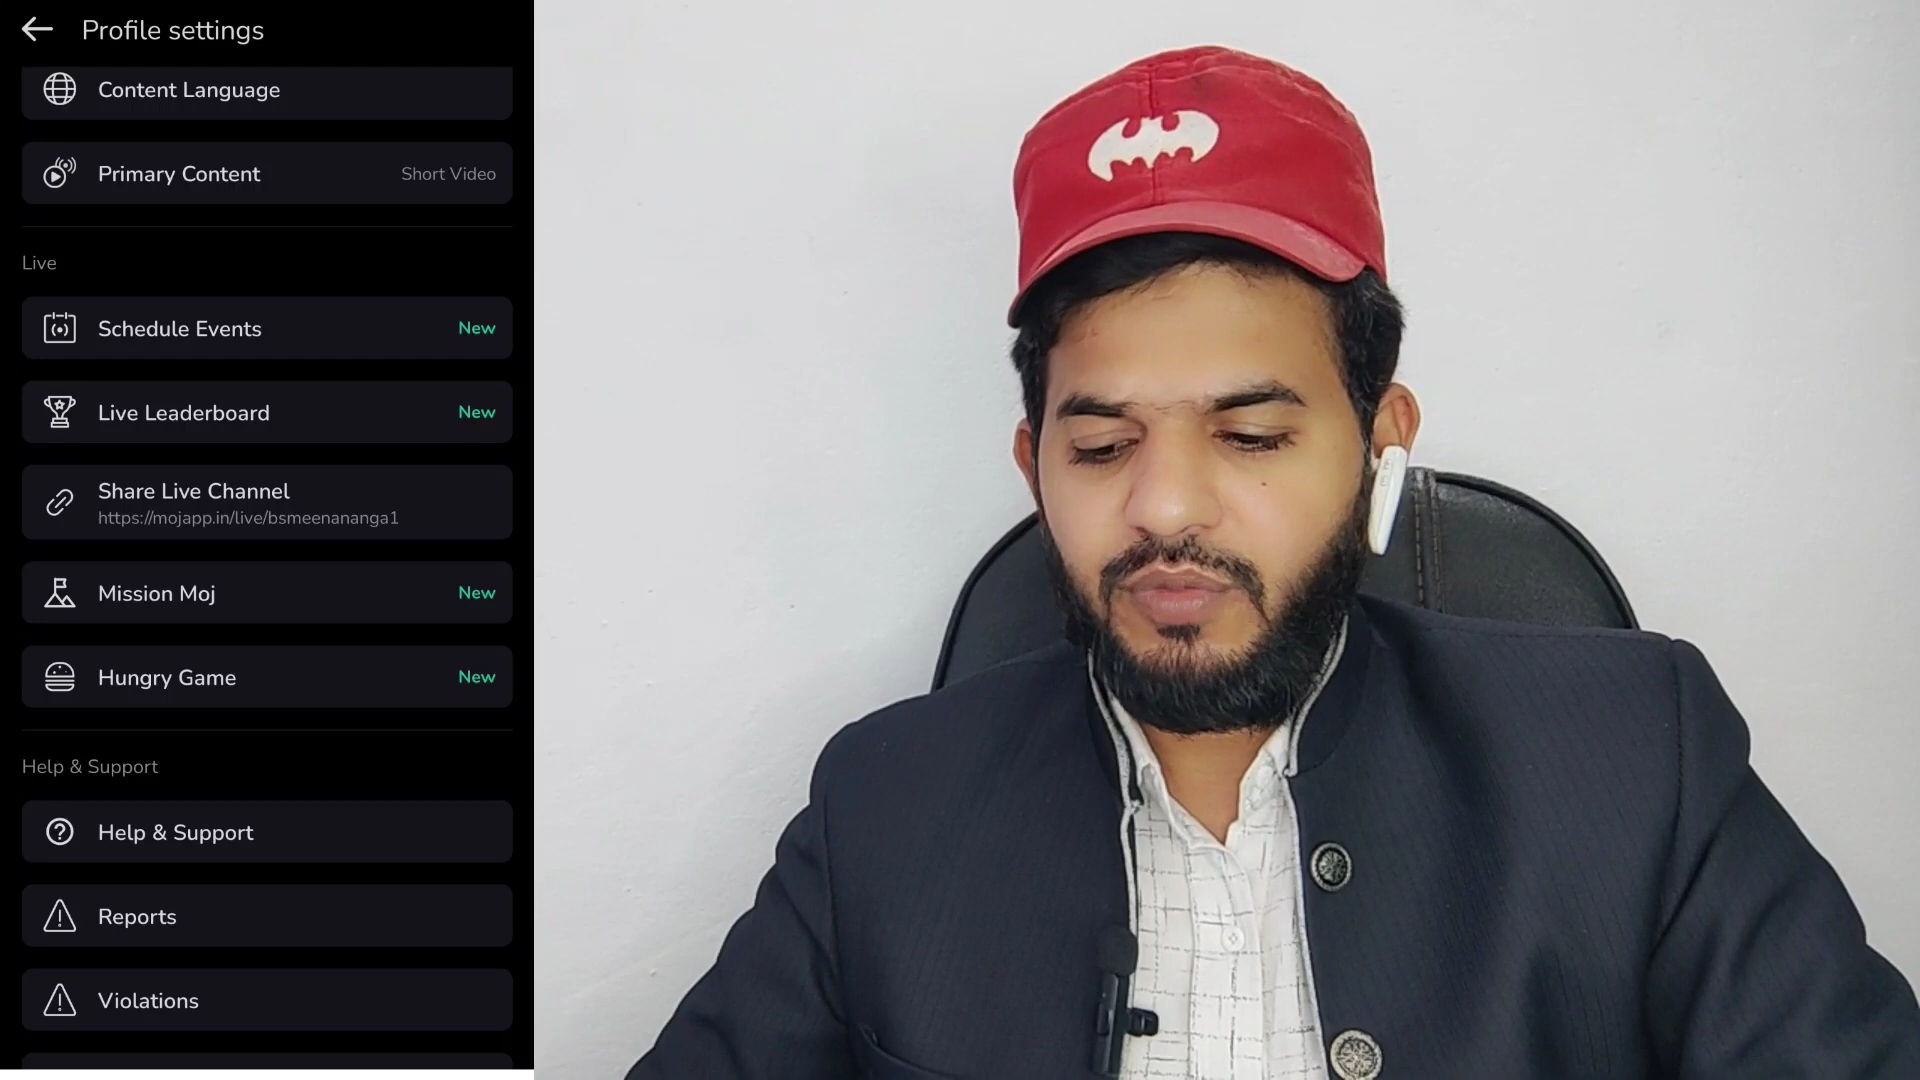 Profile settings
Content Language
Primary Content Short Video
Live
Schedule Events New
Live Leaderboard New
Share Live Channel
https://mojapp.in/live/bsmeenananga1
Mission Moj New
Hungry Game New
Help & Support
Help & Support
Reports
Violations